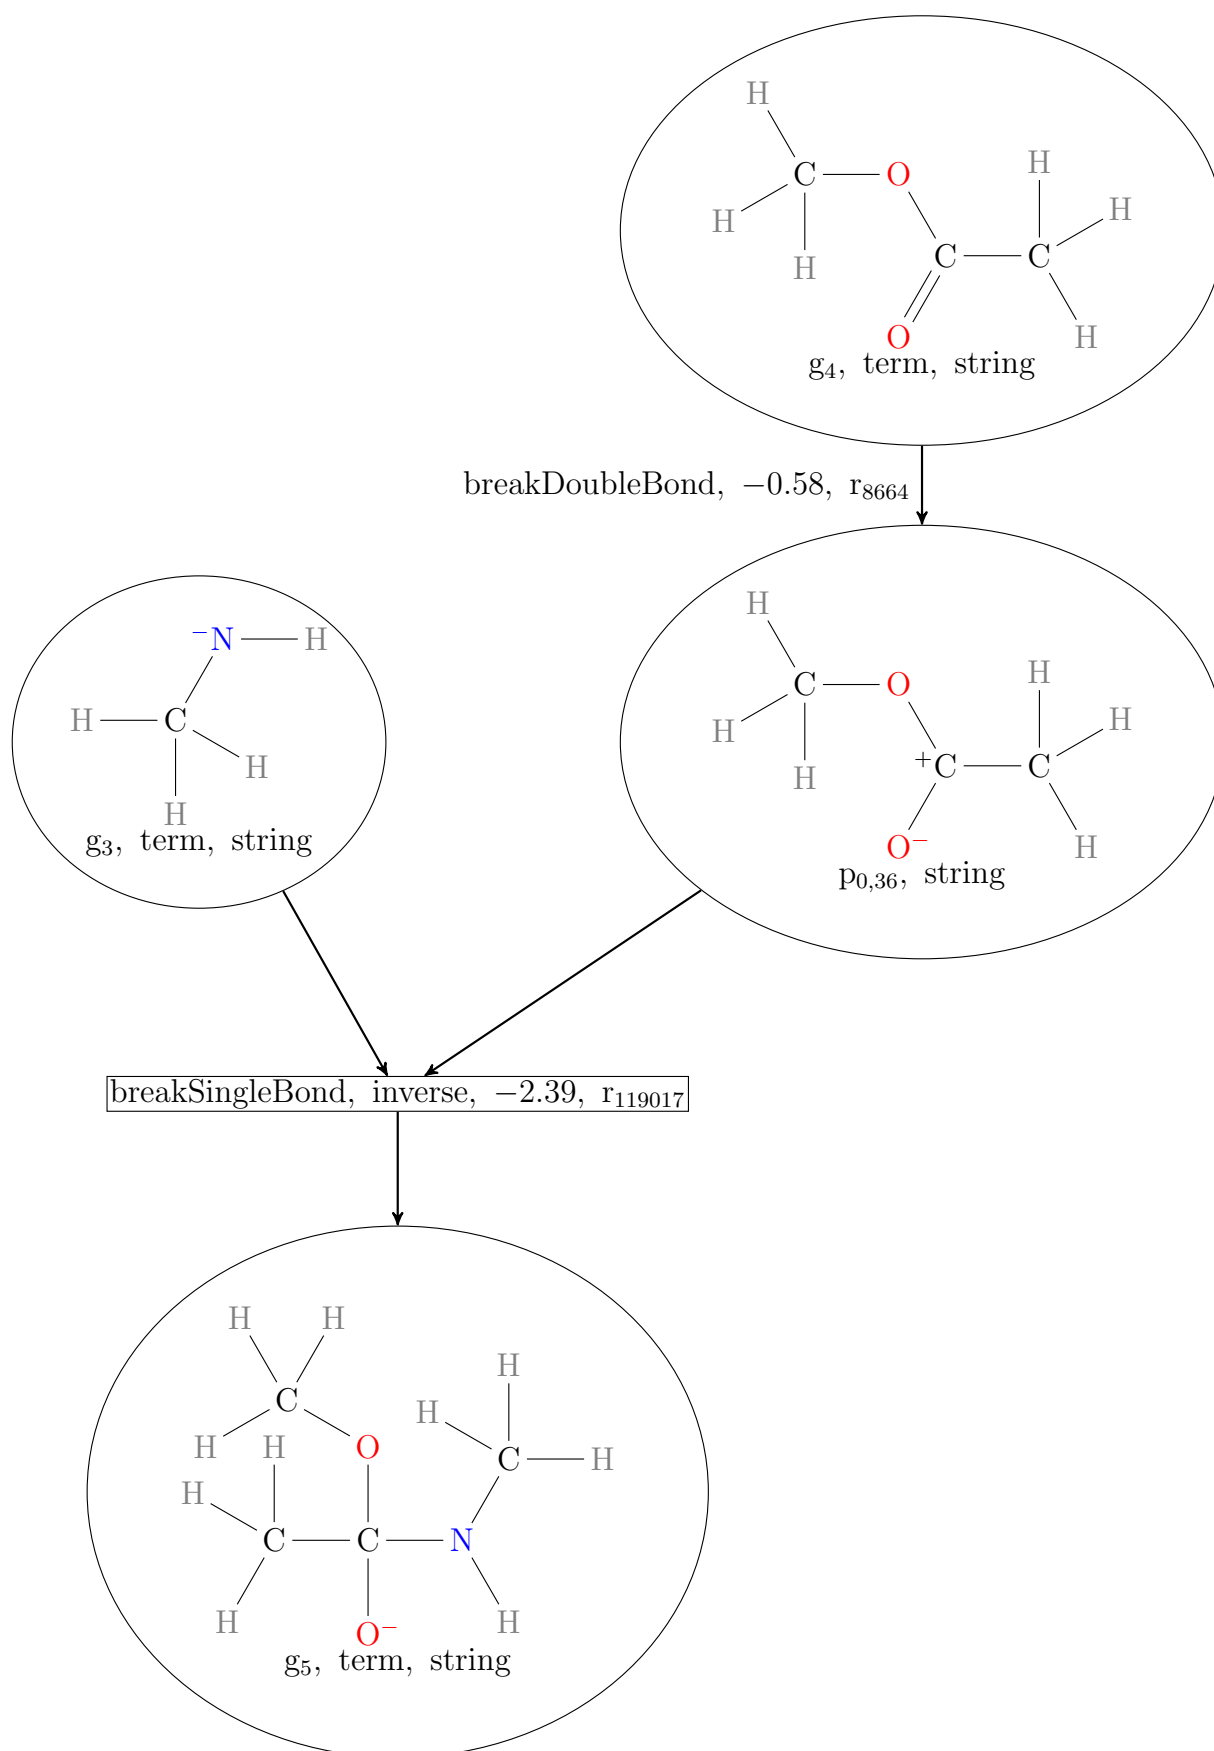 H
C O H
H H
H C C
O H
g₄, term, string
breakDoubleBond, −0.58, r₈₆₆₄
H
⁻N H C O H
H C H H
H H ⁺C C
H O⁻ H
g₃, term, string
p₀,₃₆, string
breakSingleBond, inverse, −2.39, r₁₁₉₀₁₇
H H
H
C H
H H O C H
H
C C N
H O⁻ H
g₅, term, string